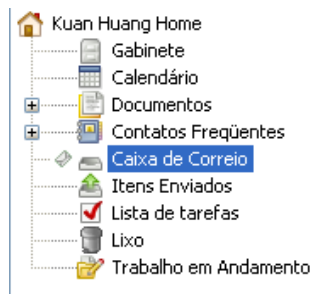 Kuan Huang Home
Gabinete
Calendário
Documentos
Contatos Freqüentes
Caixa de Correio
Itens Enviados
Lista de tarefas
Lixo
Trabalho em Andamento